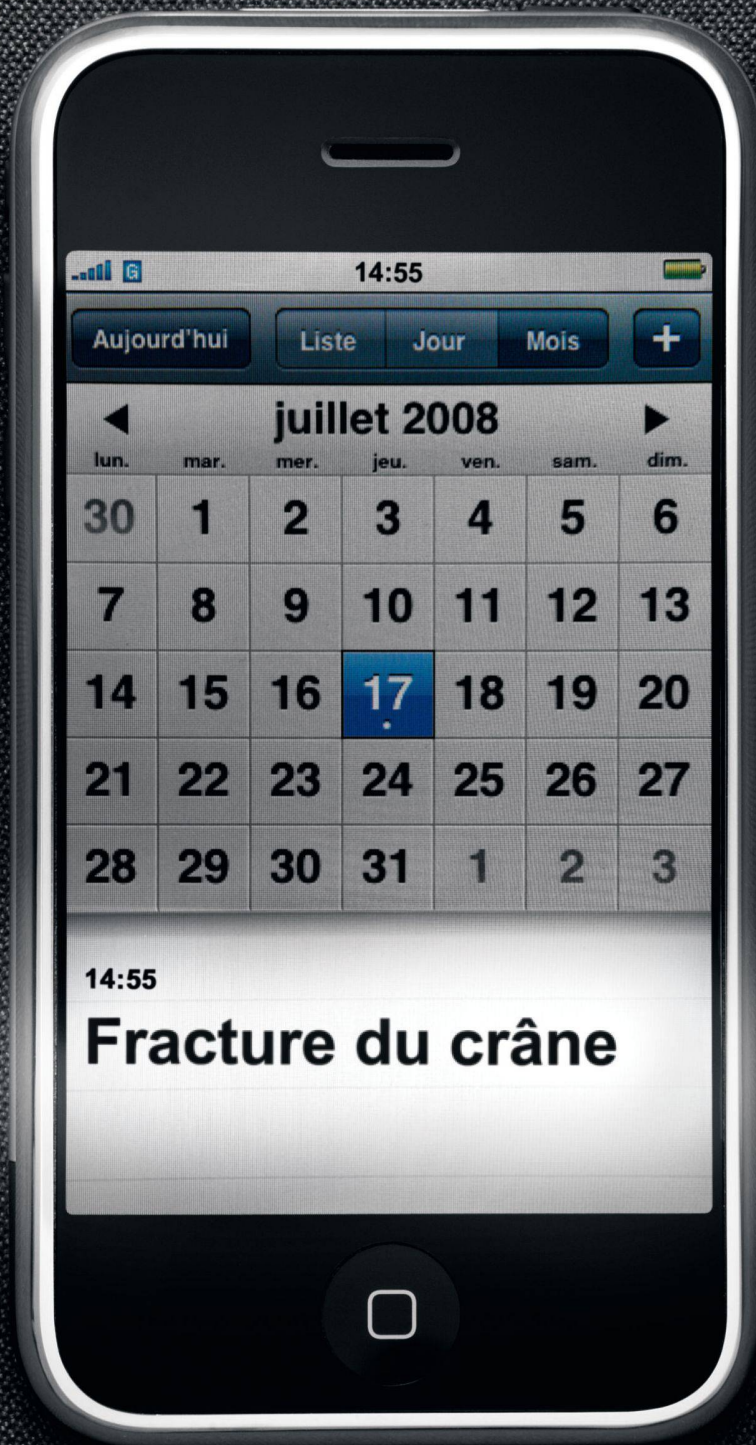 G 14:55
Aujourd'hui Liste Jour Mois +
juillet 2008
lun. mar. mer. jeu. ven. sam. dim.
30 1 2 3 4 5 6
7 8 9 10 11 12 13
14 15 16 17 18 19 20
21 22 23 24 25 26 27
28 29 30 31 1 2 3
14:55
Fracture du crâne